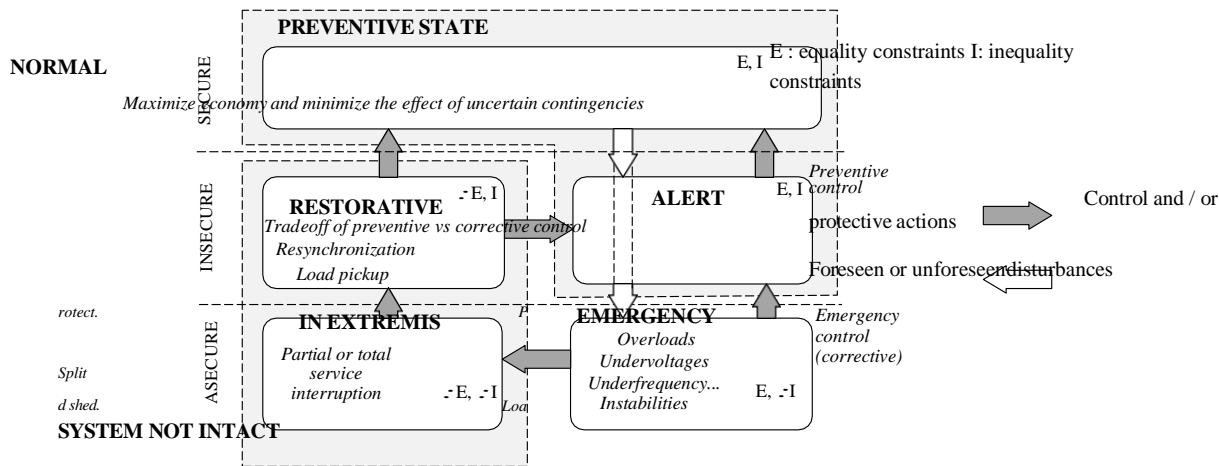 PREVENTIVE STATE
E : equality constraints I: inequality
constraints
E, I
NORMAL
SECURE
Maximize economy and minimize the effect of uncertain contingencies
Preventive
control
RESTORATIVE
E, I
ALERT
E, I
Control and / or
protective actions
Tradeoff of preventive vs corrective control
Resynchronization
Load pickup
INSECURE
Foreseen or unforeseendisturbances
rotect.
IN EXTREMIS
P
EMERGENCY
Emergency
control
(corrective)
Overloads
Undervoltages
Underfrequency...
Instabilities
Partial or total
service
interruption
ASECURE
Split
E, I
Loa
E, I
d shed.
SYSTEM NOT INTACT